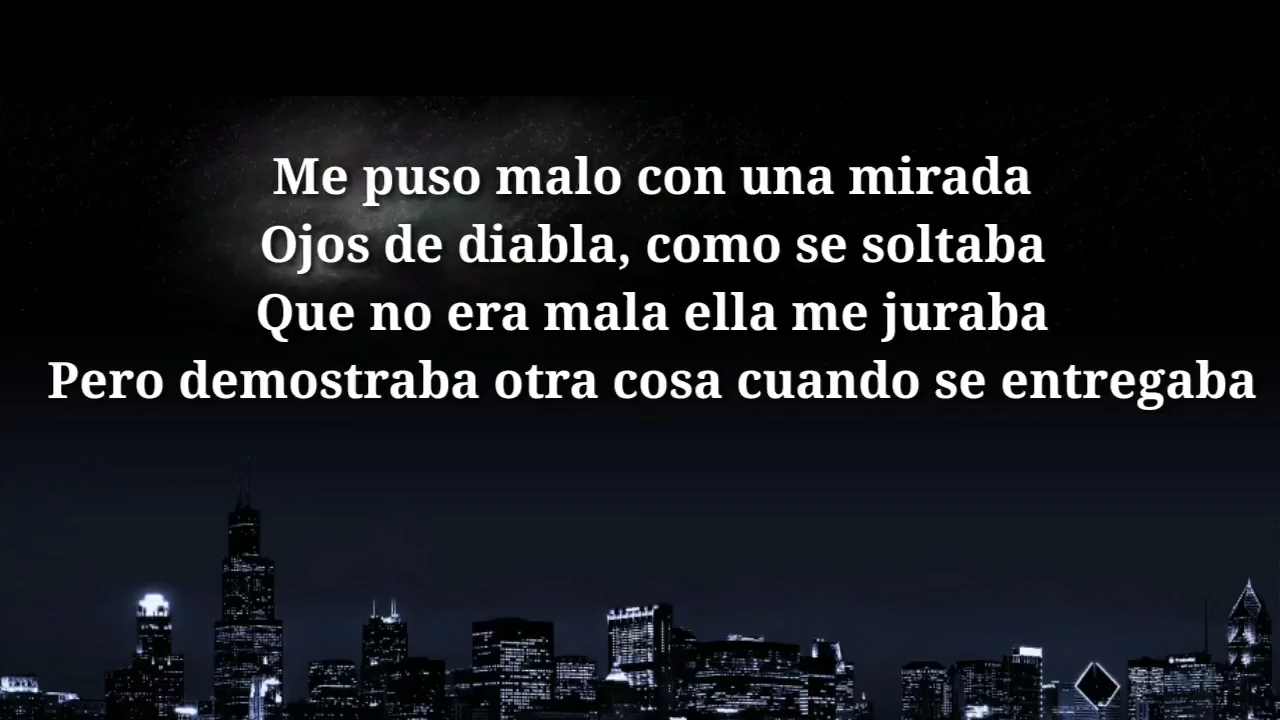 Me puso malo con una mirada
Ojos de diabla, como se soltaba
Que no era mala ella me juraba
Pero demostraba otra cosa cuando se entregaba